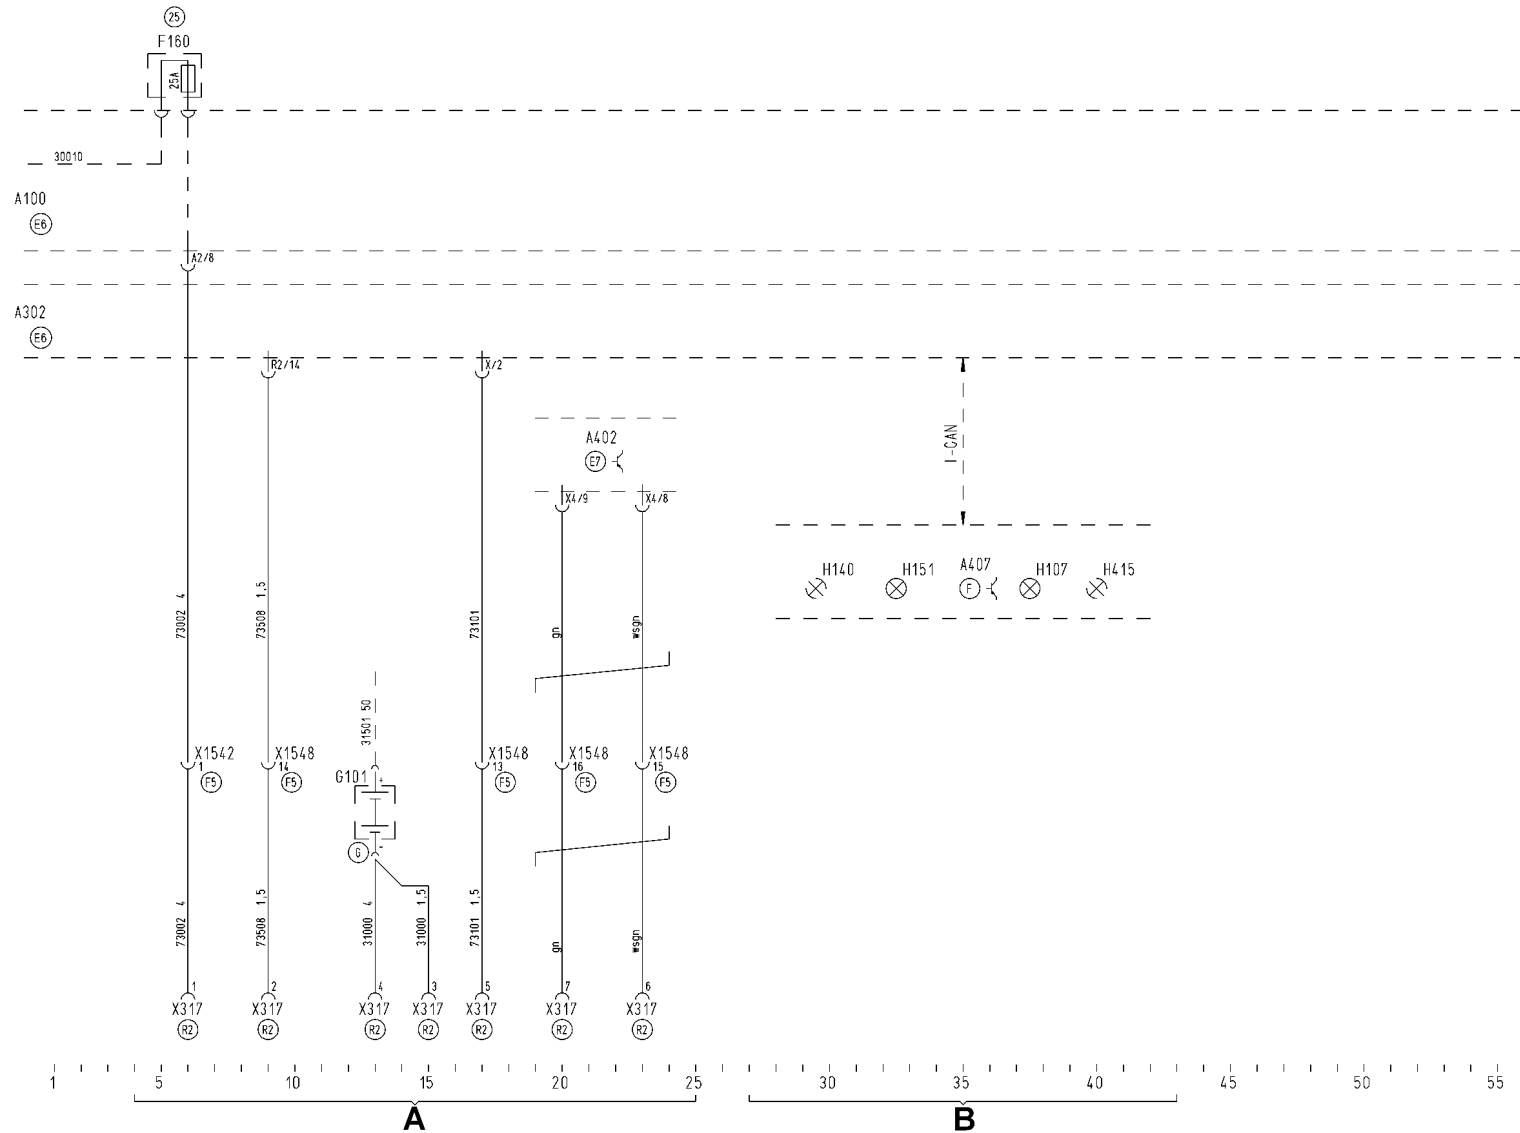 25
F160
25A
30010
A100
E6
A2/8
A302
E6
R2/14
X/2
A402
E7
X4/9
X4/8
I-CAN
H140
H151
A407
F
H107
H415
73002 4
73508 1,5
73101
gn
wsgn
31501 50
X1542
1
F5
X1548
14
F5
G101
+
-
G
X1548
13
F5
X1548
16
F5
X1548
15
F5
73002 4
73508 1,5
31000 4
31000 1,5
73101 1,5
gn
wsgn
1
2
4
3
5
7
6
X317 X317 X317 X317 X317 X317 X317
R2 R2 R2 R2 R2 R2 R2
1 5 10 15 20 25 30 35 40 45 50 55
A B